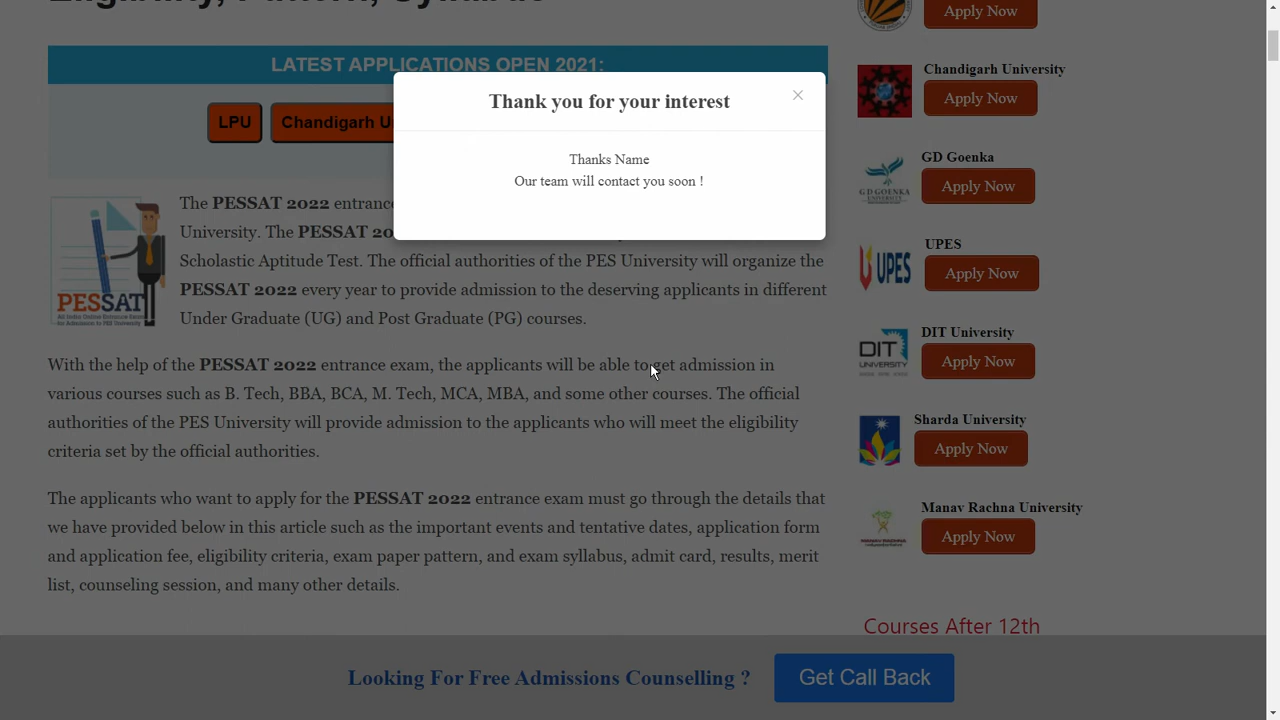 LATEST APPLICATIONS OPEN 2021:
LPU
Chandigarh U
Thank you for your interest
×
Thanks Name
Our team will contact you soon !
The PESSAT 2022 entrance
University. The PESSAT 20
Scholastic Aptitude Test. The official authorities of the PES University will organize the
PESSAT 2022 every year to provide admission to the deserving applicants in different
Under Graduate (UG) and Post Graduate (PG) courses.
PESSAT
With the help of the PESSAT 2022 entrance exam, the applicants will be able to get admission in
various courses such as B. Tech, BBA, BCA, M. Tech, MCA, MBA, and some other courses. The official
authorities of the PES University will provide admission to the applicants who will meet the eligibility
criteria set by the official authorities.
The applicants who want to apply for the PESSAT 2022 entrance exam must go through the details that
we have provided below in this article such as the important events and tentative dates, application form
and application fee, eligibility criteria, exam paper pattern, and exam syllabus, admit card, results, merit
list, counseling session, and many other details.
Apply Now
Chandigarh University
Apply Now
GD Goenka
G D GOENKA
UNIVERSITY
Apply Now
UPES
UPES
Apply Now
DIT University
DIT
UNIVERSITY
Apply Now
Sharda University
Apply Now
Manav Rachna University
Apply Now
Courses After 12th
Looking For Free Admissions Counselling ?
Get Call Back